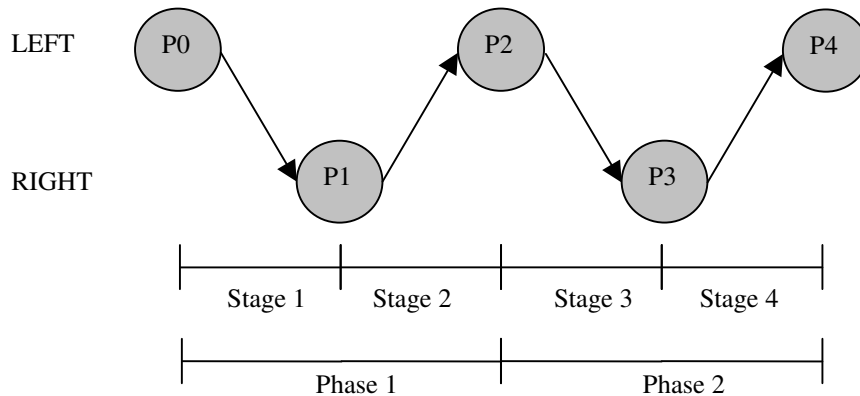 LEFT P0 P2 P4
RIGHT P1 P3
Stage 1 Stage 2 Stage 3 Stage 4
Phase 1 Phase 2